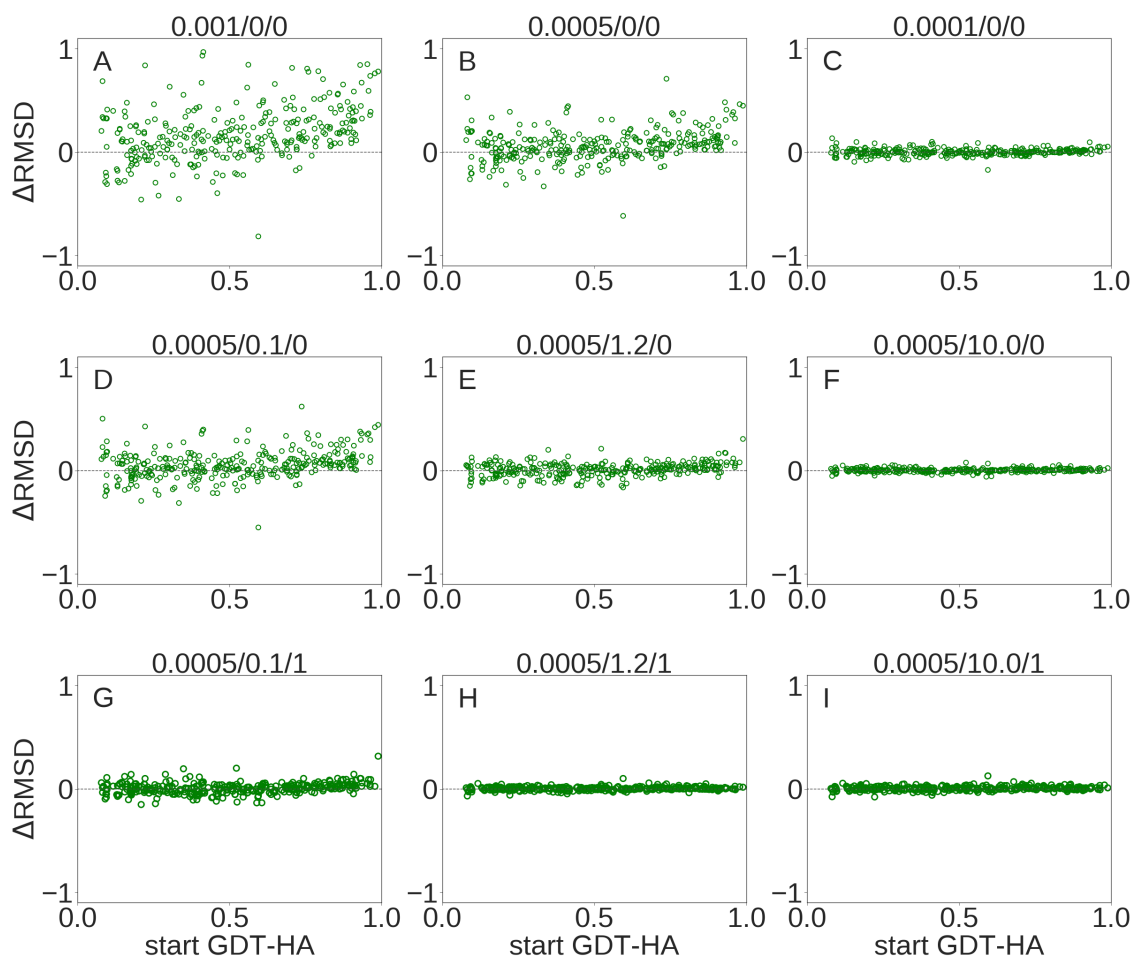 0.001/0/0 0.0005/0/0 0.0001/0/0
A B C
ΔRMSD
1 1 1
0 0 0
−1 −1 −1
0.0 0.5 1.0 0.0 0.5 1.0 0.0 0.5 1.0
0.0005/0.1/0 0.0005/1.2/0 0.0005/10.0/0
D E F
ΔRMSD
1 1 1
0 0 0
−1 −1 −1
0.0 0.5 1.0 0.0 0.5 1.0 0.0 0.5 1.0
0.0005/0.1/1 0.0005/1.2/1 0.0005/10.0/1
G H I
ΔRMSD
1 1 1
0 0 0
−1 −1 −1
0.0 0.5 1.0 0.0 0.5 1.0 0.0 0.5 1.0
start GDT-HA start GDT-HA start GDT-HA